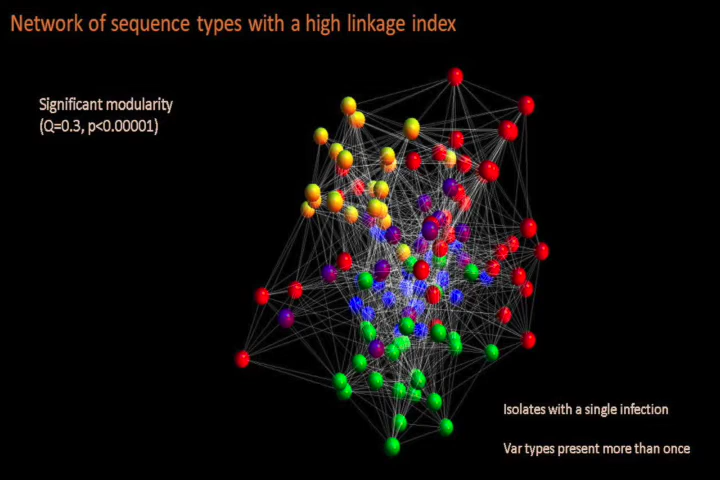 Network of sequence types with a high linkage index
Significant modularity
(Q=0.3, p<0.00001)
Isolates with a single infection
Var types present more than once